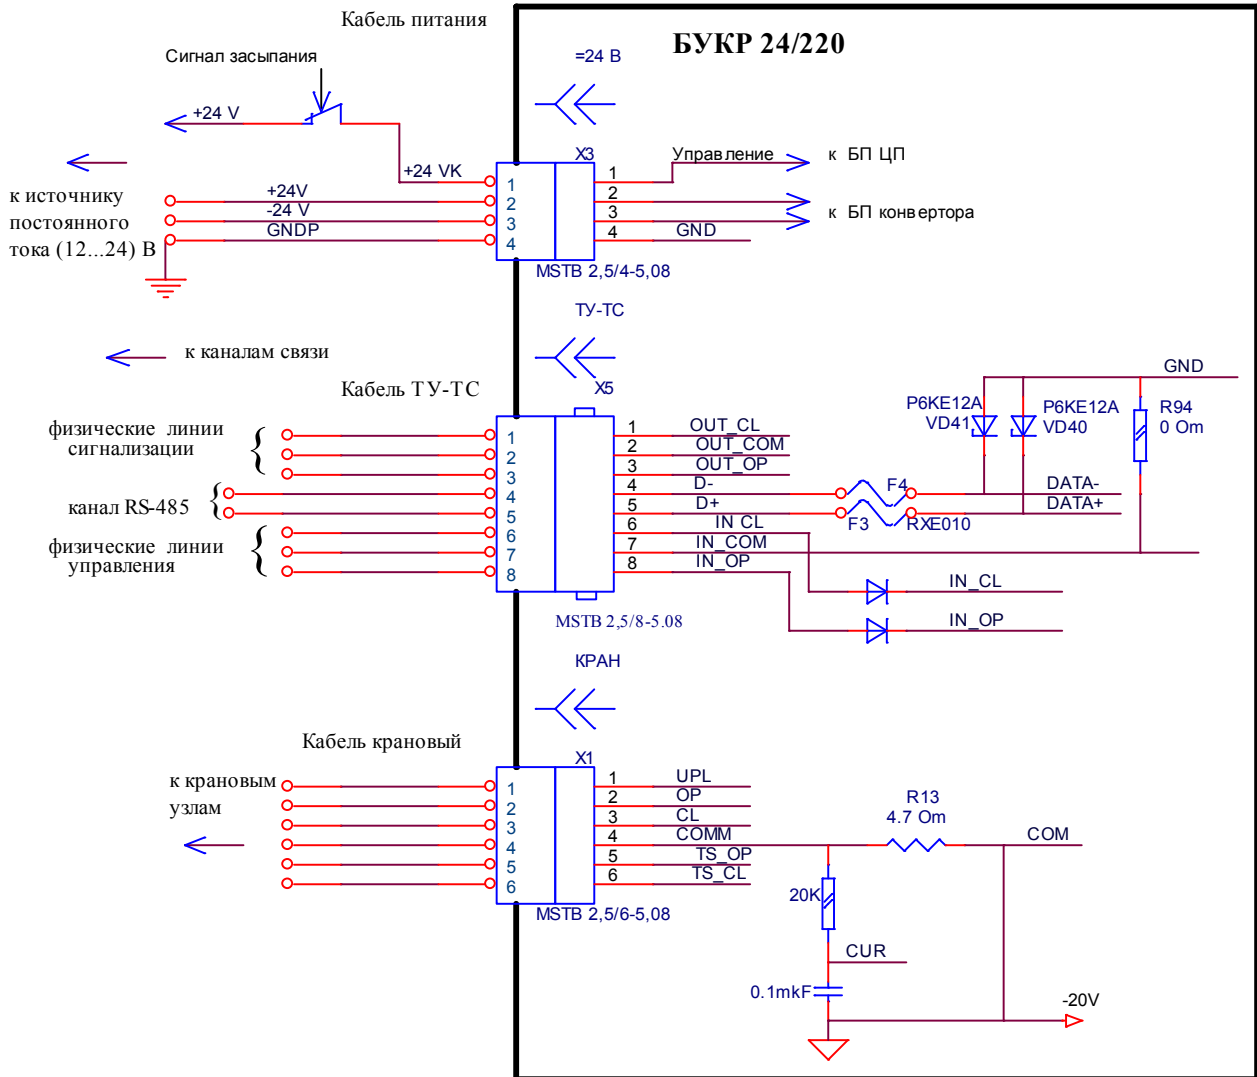 Кабель питания
БУКР 24/220
Сигнал засыпания
=24 В
+24 V
X3
Управление
к БП ЦП
+24 VK
1
1
к источнику
постоянного
тока (12...24) В
+24V
2
2
-24 V
3
3
к БП конвертора
GNDP
4
4
GND
MSTB 2,5/4-5,08
ТУ-ТС
к каналам связи
GND
Кабель ТУ-ТС
X5
P6KE12A
VD41
P6KE12A
VD40
R94
0 Om
физические линии
сигнализации
1
1
OUT_CL
2
2
OUT_COM
3
3
OUT_OP
канал RS-485
4
4
D-
F4
DATA-
5
5
D+
F3
RXE010
DATA+
физические линии
управления
6
6
IN CL
7
7
IN_COM
8
8
IN_OP
IN_CL
MSTB 2,5/8-5.08
IN_OP
КРАН
Кабель крановый
X1
к крановым
узлам
1
1
UPL
2
2
OP
R13
4.7 Om
3
3
CL
4
4
COMM
COM
5
5
TS_OP
6
6
TS_CL
20K
MSTB 2,5/6-5,08
CUR
0.1mkF
-20V